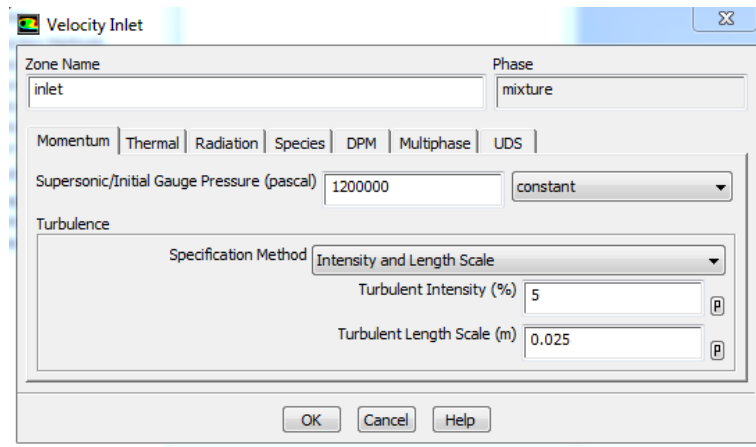 Velocity Inlet
Zone Name
Phase
inlet
mixture
Momentum Thermal Radiation Species DPM Multiphase UDS
Supersonic/Initial Gauge Pressure (pascal) 1200000 constant
Turbulence
Specification Method Intensity and Length Scale
Turbulent Intensity (%) 5 P
Turbulent Length Scale (m) 0.025 P
OK Cancel Help